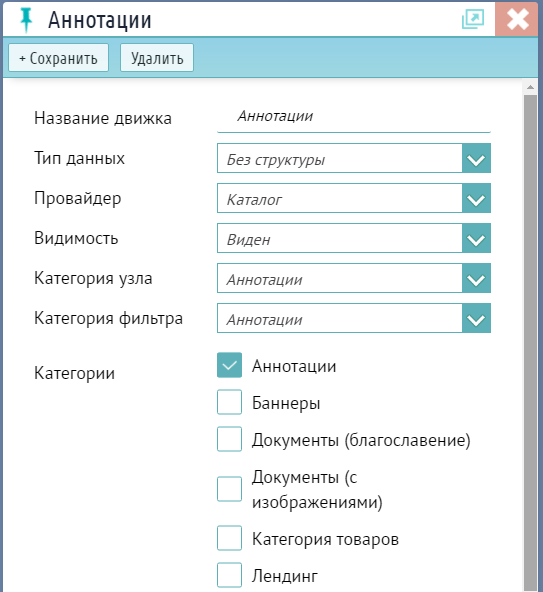 Аннотации
+ Сохранить
Удалить
Название движка
Аннотации
Тип данных
Без структуры
Провайдер
Каталог
Видимость
Виден
Категория узла
Аннотации
Категория фильтра
Аннотации
Категории
Аннотации
Баннеры
Документы (благославение)
Документы (с
изображениями)
Категория товаров
Лендинг